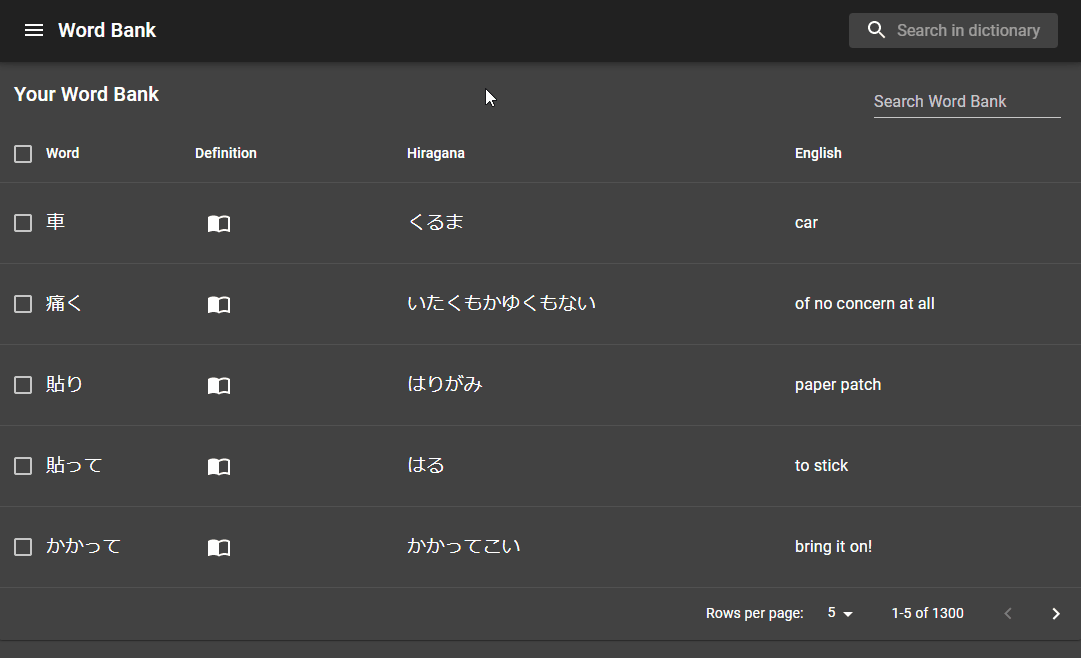 Word Bank
Search in dictionary
Your Word Bank
Search Word Bank
Word Definition Hiragana English
車 くるま car
痛く いたくもかゆくもない of no concern at all
貼り はりがみ paper patch
貼って はる to stick
かかって かかってこい bring it on!
Rows per page: 5 1-5 of 1300